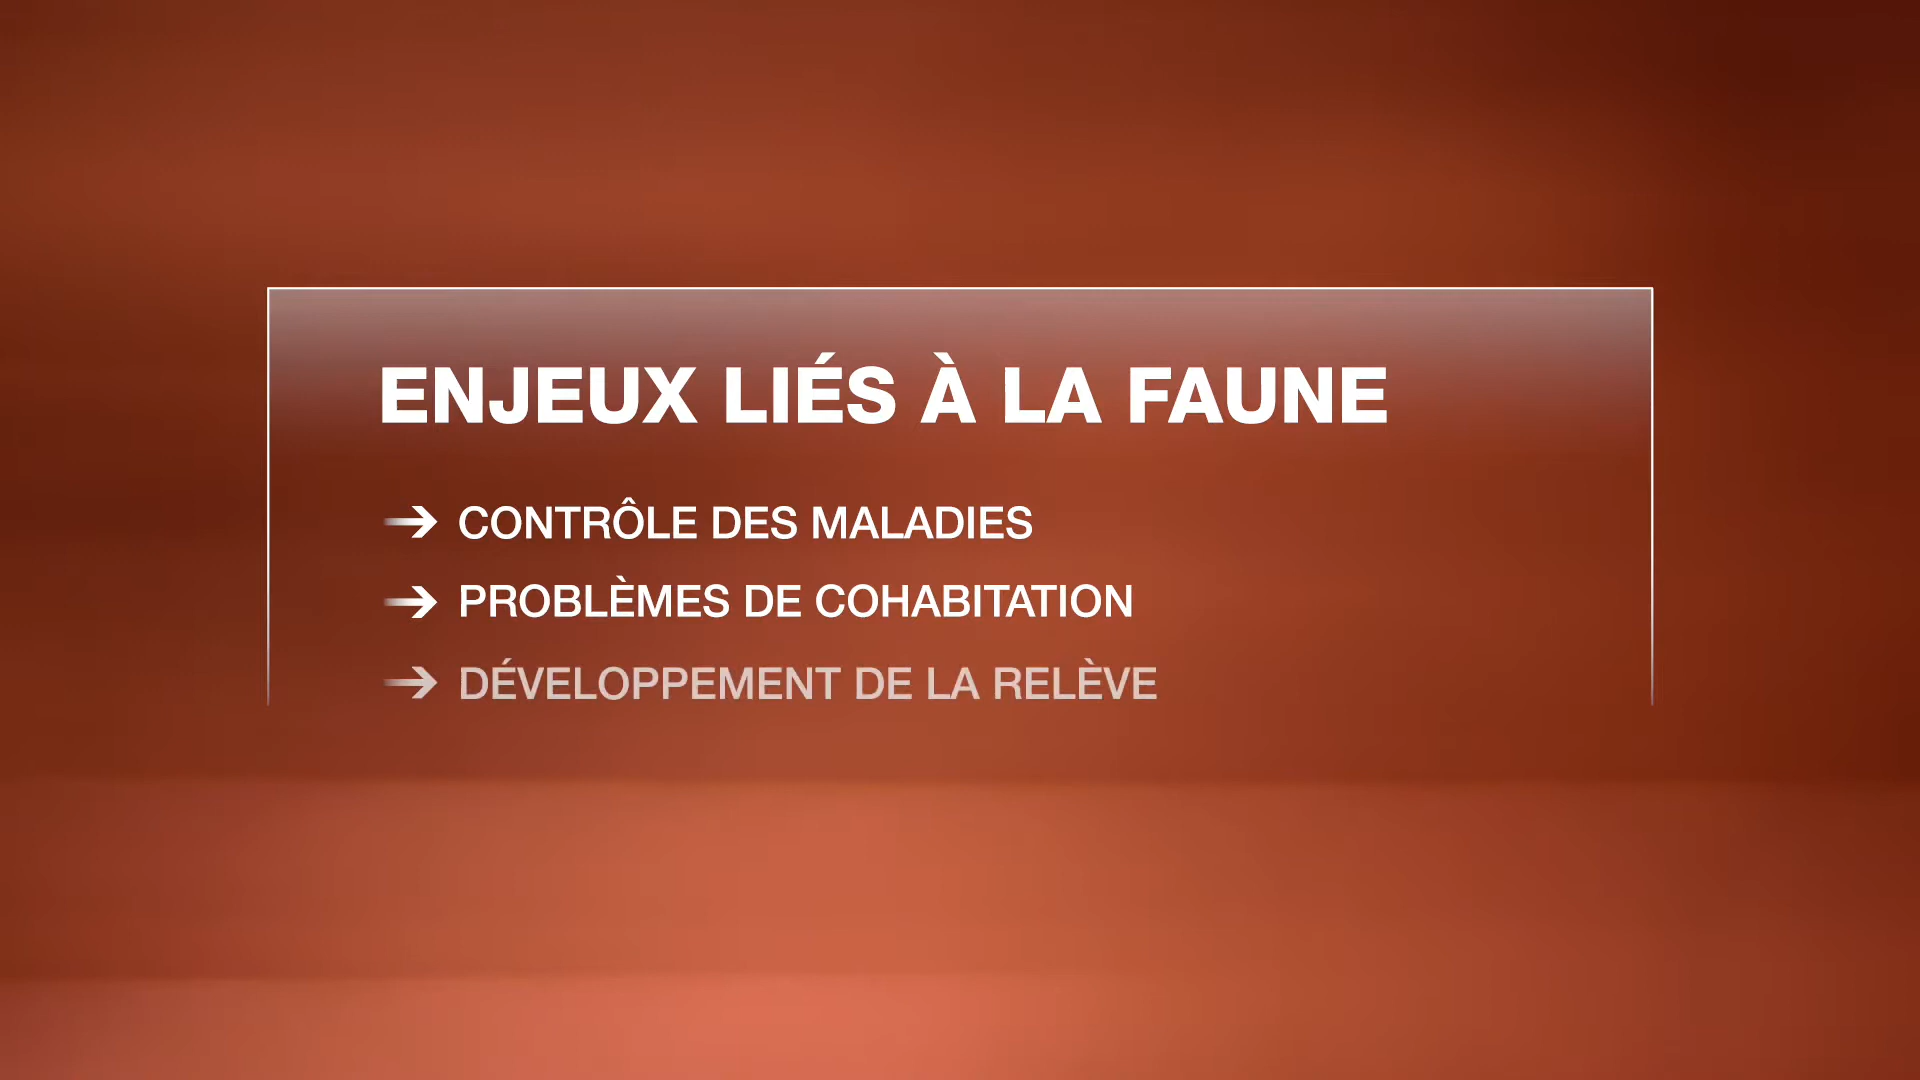 ENJEUX LIÉS À LA FAUNE
→ CONTRÔLE DES MALADIES
→ PROBLÈMES DE COHABITATION
→ DÉVELOPPEMENT DE LA RELÈVE